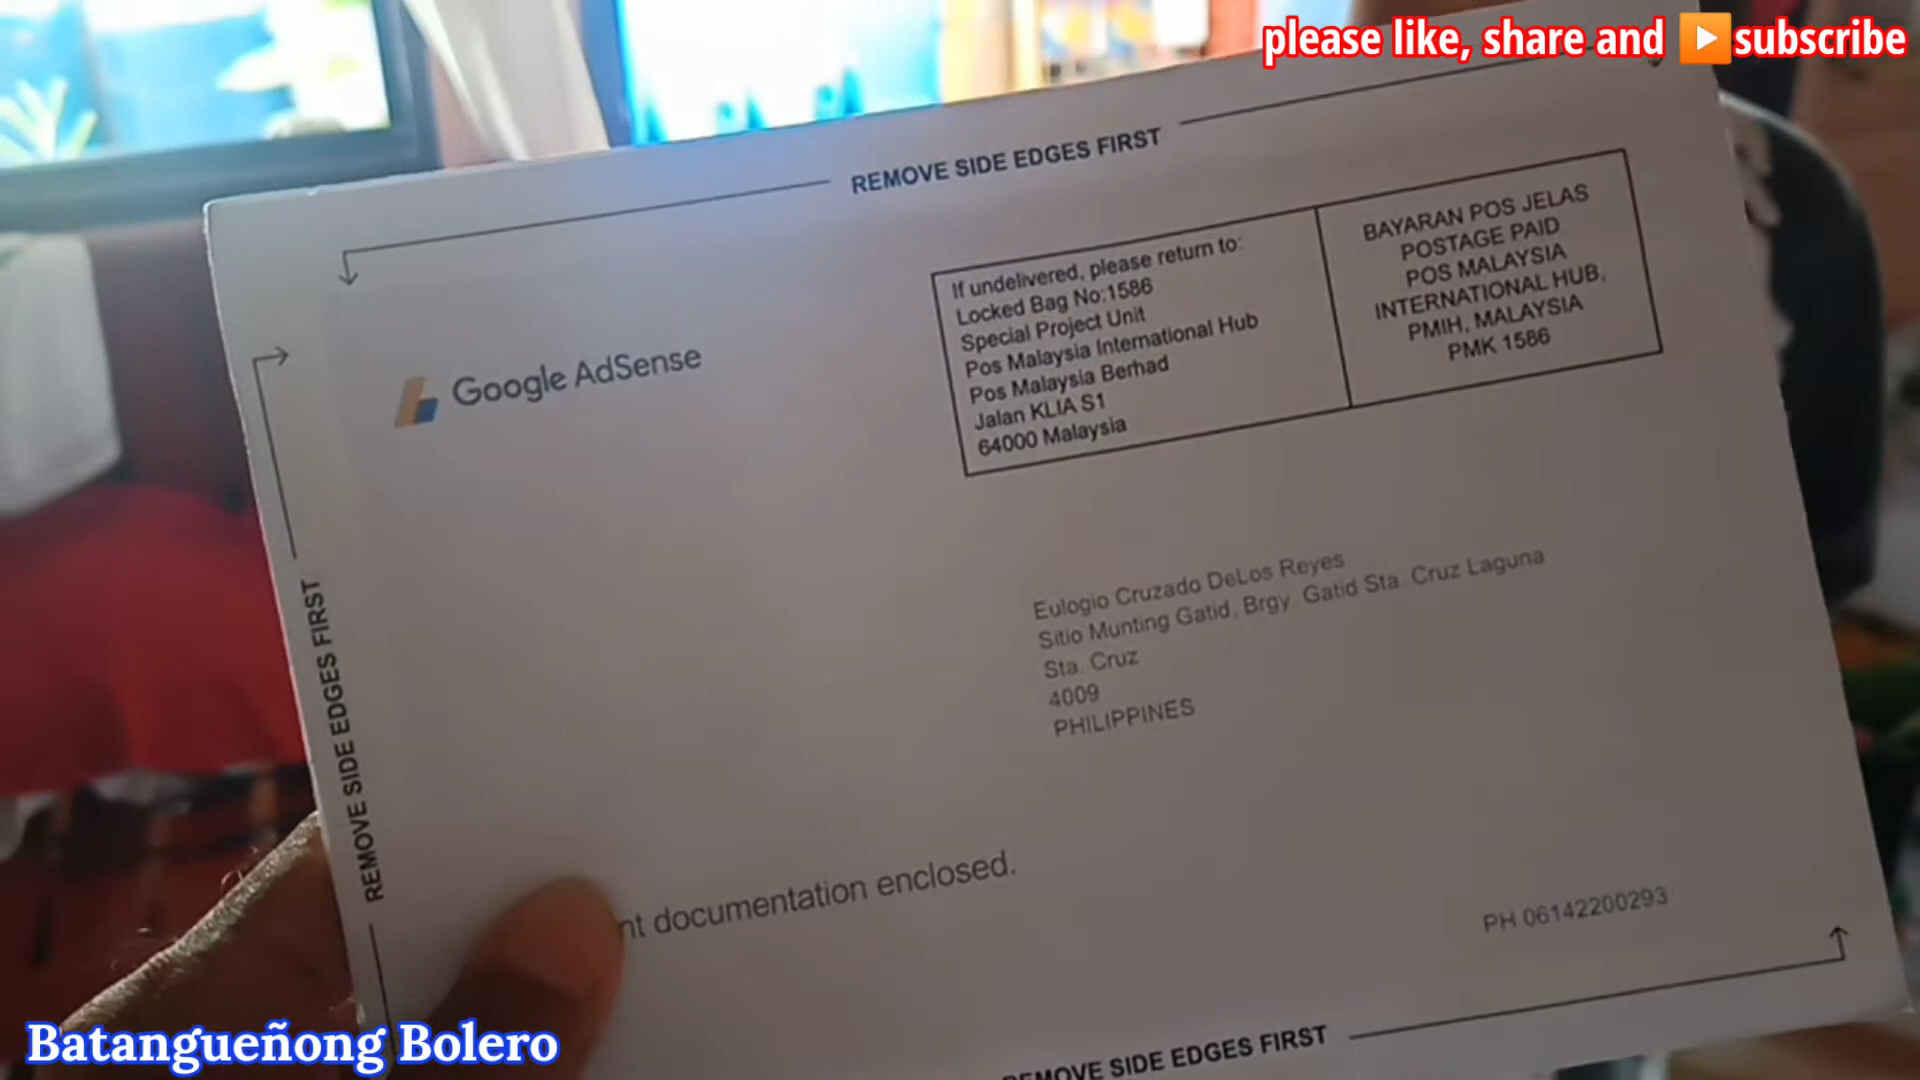 please like, share and subscribe
REMOVE SIDE EDGES FIRST
If undelivered, please return to:
Locked Bag No:1586
Special Project Unit
Pos Malaysia International Hub
Pos Malaysia Berhad
Jalan KLIA S1
64000 Malaysia
BAYARAN POS JELAS
POSTAGE PAID
POS MALAYSIA
INTERNATIONAL HUB,
PMIH, MALAYSIA
PMK 1586
Google AdSense
REMOVE SIDE EDGES FIRST
Eulogio Cruzado DeLos Reyes
Sitio Munting Gatid, Brgy. Gatid Sta. Cruz Laguna
Sta. Cruz
4009
PHILIPPINES
nt documentation enclosed.
PH 06142200293
REMOVE SIDE EDGES FIRST
Batangueñong Bolero